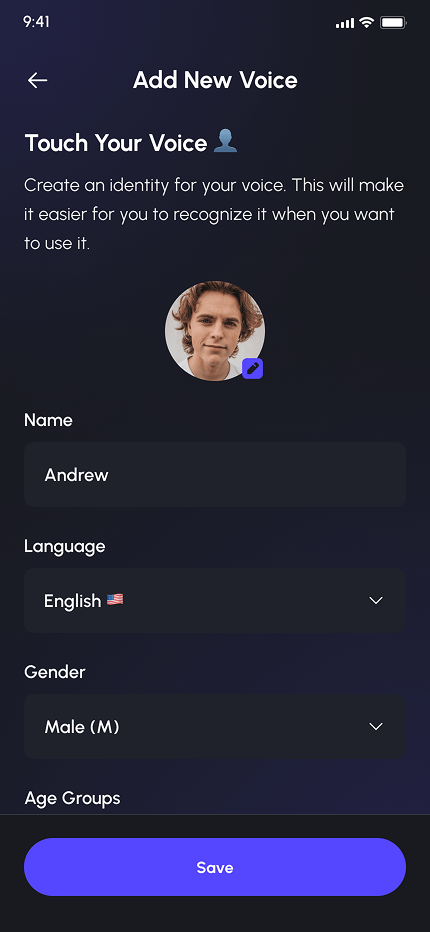 9:41
Add New Voice
Touch Your Voice 👤
Create an identity for your voice. This will make
it easier for you to recognize it when you want
to use it.
Name
Andrew
Language
English 🇺🇸
Gender
Male (M)
Age Groups
Save